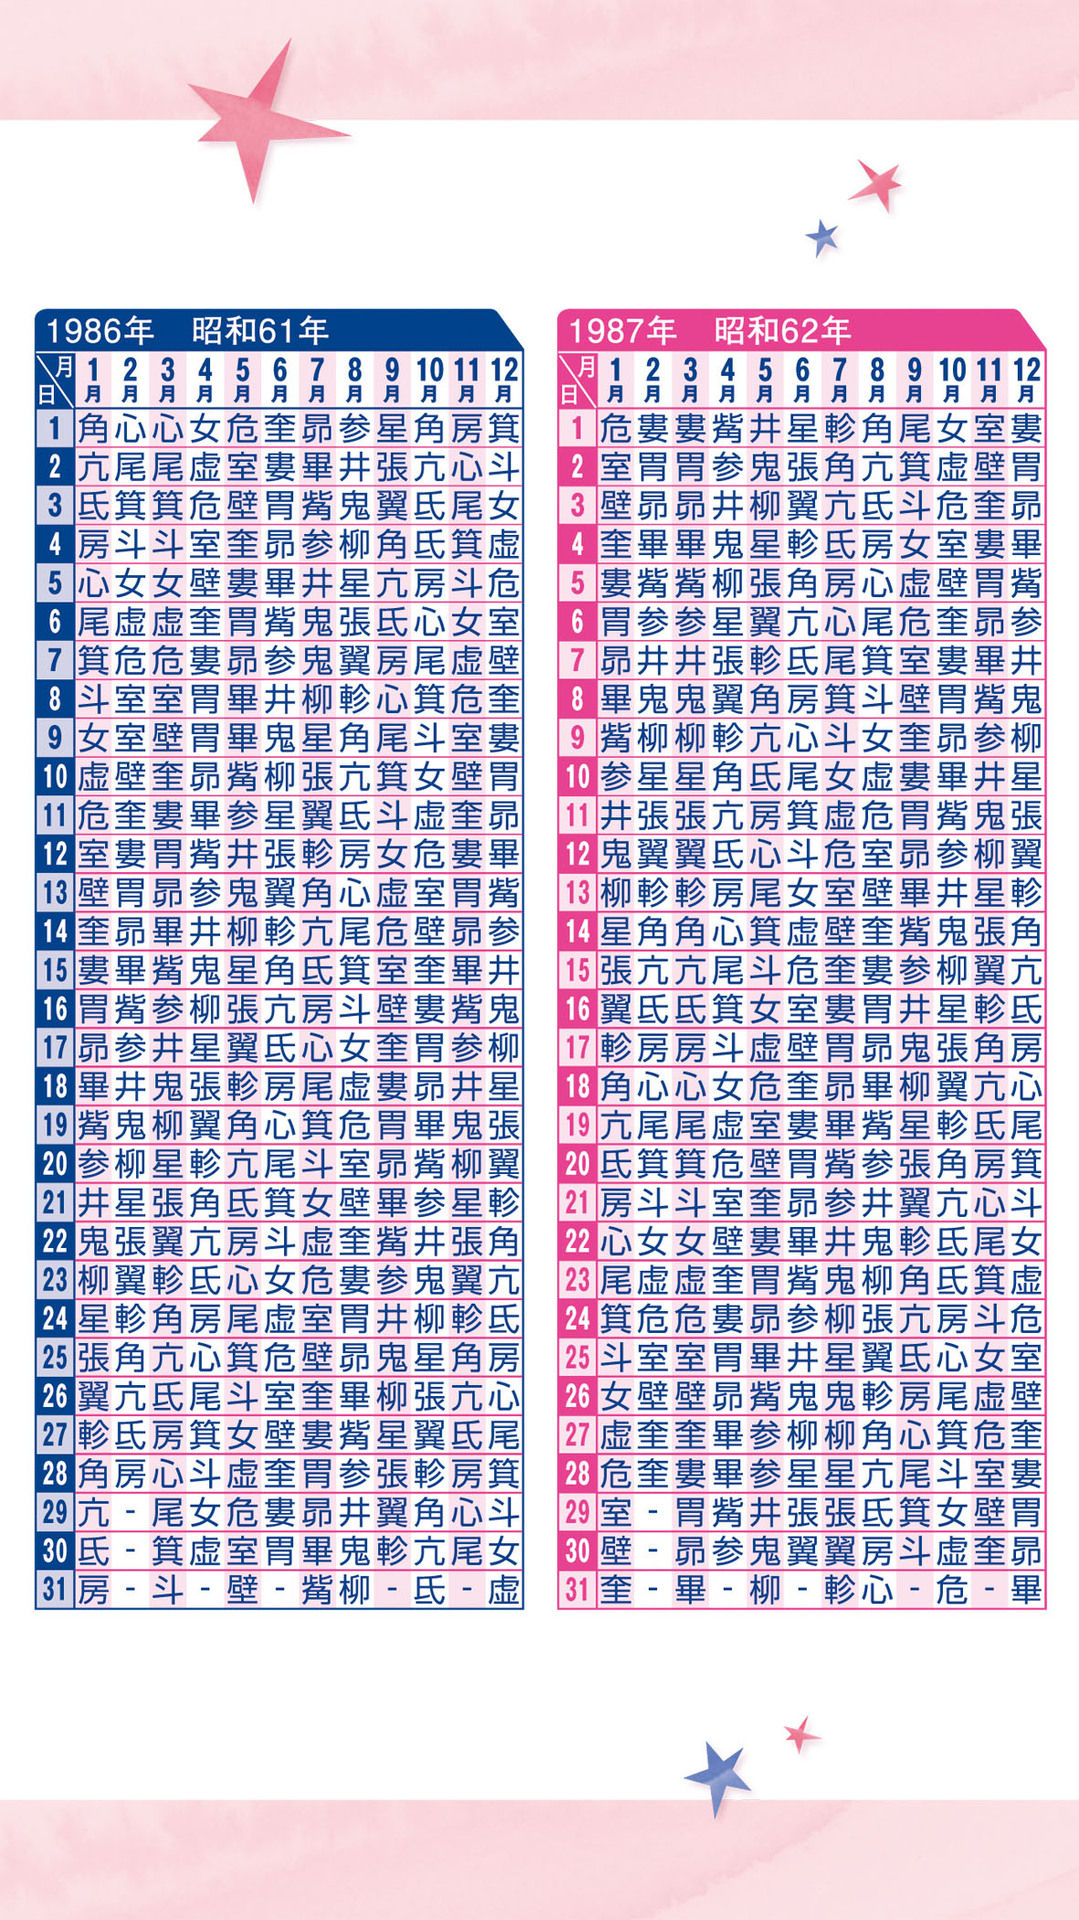 1986年 昭和61年
月 日 1月 2月 3月 4月 5月 6月 7月 8月 9月 10月 11月 12月
1 角 心 心 女 危 奎 昴 参 星 角 房 箕
2 亢 尾 尾 虚 室 婁 畢 井 張 亢 心 斗
3 氐 箕 箕 危 壁 胃 觜 鬼 翼 氐 尾 女
4 房 斗 斗 室 奎 昴 参 柳 角 氐 箕 虚
5 心 女 女 壁 婁 畢 井 星 亢 房 斗 危
6 尾 虚 虚 奎 胃 觜 鬼 張 氐 心 女 室
7 箕 危 危 婁 昴 参 鬼 翼 房 尾 虚 壁
8 斗 室 室 胃 畢 井 柳 軫 心 箕 危 奎
9 女 室 壁 胃 畢 鬼 星 角 尾 斗 室 婁
10 虚 壁 奎 昴 觜 柳 張 亢 箕 女 壁 胃
11 危 奎 婁 畢 参 星 翼 氐 斗 虚 奎 昴
12 室 婁 胃 觜 井 張 軫 房 女 危 婁 畢
13 壁 胃 昴 参 鬼 翼 角 心 虚 室 胃 觜
14 奎 昴 畢 井 柳 軫 亢 尾 危 壁 昴 参
15 婁 畢 觜 鬼 星 角 氐 箕 室 奎 畢 井
16 胃 觜 参 柳 張 亢 房 斗 壁 婁 觜 鬼
17 昴 参 井 星 翼 氐 心 女 奎 胃 参 柳
18 畢 井 鬼 張 軫 房 尾 虚 婁 昴 井 星
19 觜 鬼 柳 翼 角 心 箕 危 胃 畢 鬼 張
20 参 柳 星 軫 亢 尾 斗 室 昴 觜 柳 翼
21 井 星 張 角 氐 箕 女 壁 畢 参 星 軫
22 鬼 張 翼 亢 房 斗 虚 奎 觜 井 張 角
23 柳 翼 軫 氐 心 女 危 婁 参 鬼 翼 亢
24 星 軫 角 房 尾 虚 室 胃 井 柳 軫 氐
25 張 角 亢 心 箕 危 壁 昴 鬼 星 角 房
26 翼 亢 氐 尾 斗 室 奎 畢 柳 張 亢 心
27 軫 氐 房 箕 女 壁 婁 觜 星 翼 氐 尾
28 角 房 心 斗 虚 奎 胃 参 張 軫 房 箕
29 亢 - 尾 女 危 婁 昴 井 翼 角 心 斗
30 氐 - 箕 虚 室 胃 畢 鬼 軫 亢 尾 女
31 房 - 斗 - 壁 - 觜 柳 - 氐 - 虚
1987年 昭和62年
月 日 1月 2月 3月 4月 5月 6月 7月 8月 9月 10月 11月 12月
1 危 婁 婁 觜 井 星 軫 角 尾 女 室 婁
2 室 胃 胃 参 鬼 張 角 亢 箕 虚 壁 胃
3 壁 昴 昴 井 柳 翼 亢 氐 斗 危 奎 昴
4 奎 畢 畢 鬼 星 軫 氐 房 女 室 婁 畢
5 婁 觜 觜 柳 張 角 房 心 虚 壁 胃 觜
6 胃 参 参 星 翼 亢 心 尾 危 奎 昴 参
7 昴 井 井 張 軫 氐 尾 箕 室 婁 畢 井
8 畢 鬼 鬼 翼 角 房 箕 斗 壁 胃 觜 鬼
9 觜 柳 柳 軫 亢 心 斗 女 奎 昴 参 柳
10 参 星 星 角 氐 尾 女 虚 婁 畢 井 星
11 井 張 張 亢 房 箕 虚 危 胃 觜 鬼 張
12 鬼 翼 翼 氐 心 斗 危 室 昴 参 柳 翼
13 柳 軫 軫 房 尾 女 室 壁 畢 井 星 軫
14 星 角 角 心 箕 虚 壁 奎 觜 鬼 張 角
15 張 亢 亢 尾 斗 危 奎 婁 参 柳 翼 亢
16 翼 氐 氐 箕 女 室 婁 胃 井 星 軫 氐
17 軫 房 房 斗 虚 壁 胃 昴 鬼 張 角 房
18 角 心 心 女 危 奎 昴 畢 柳 翼 亢 心
19 亢 尾 尾 虚 室 婁 畢 觜 星 軫 氐 尾
20 氐 箕 箕 危 壁 胃 觜 参 張 角 房 箕
21 房 斗 斗 室 奎 昴 参 井 翼 亢 心 斗
22 心 女 女 壁 婁 畢 井 鬼 軫 氐 尾 女
23 尾 虚 虚 奎 胃 觜 鬼 柳 角 氐 箕 虚
24 箕 危 危 婁 昴 参 柳 張 亢 房 斗 危
25 斗 室 室 胃 畢 井 星 翼 氐 心 女 室
26 女 壁 壁 昴 觜 鬼 鬼 軫 房 尾 虚 壁
27 虚 奎 奎 畢 参 柳 柳 角 心 箕 危 奎
28 危 奎 婁 畢 参 星 星 亢 尾 斗 室 婁
29 室 - 胃 觜 井 張 張 氐 箕 女 壁 胃
30 壁 - 昴 参 鬼 翼 翼 房 斗 虚 奎 昴
31 奎 - 畢 - 柳 - 軫 心 - 危 - 畢